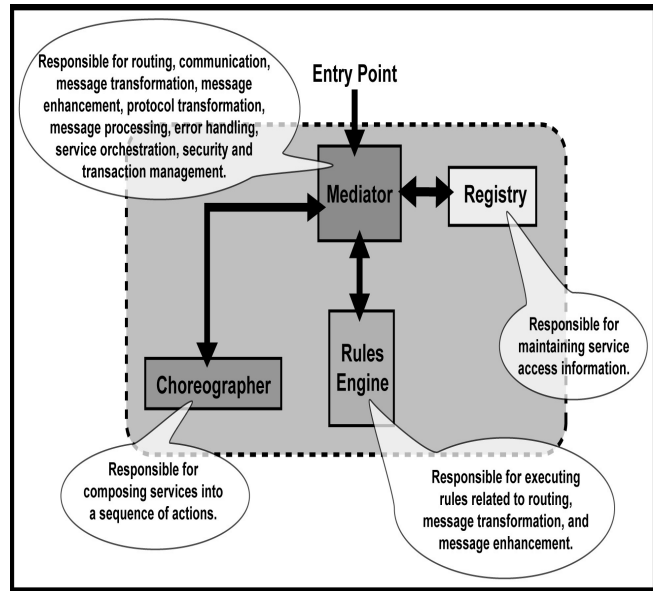 Responsible for routing, communication,
message transformation, message
enhancement, protocol transformation,
message processing, error handling,
service orchestration, security and
transaction management.
Entry Point
Mediator
Registry
Responsible for
maintaining service
access information.
Rules
Engine
Choreographer
Responsible for
composing services into
a sequence of actions.
Responsible for executing
rules related to routing,
message transformation, and
message enhancement.